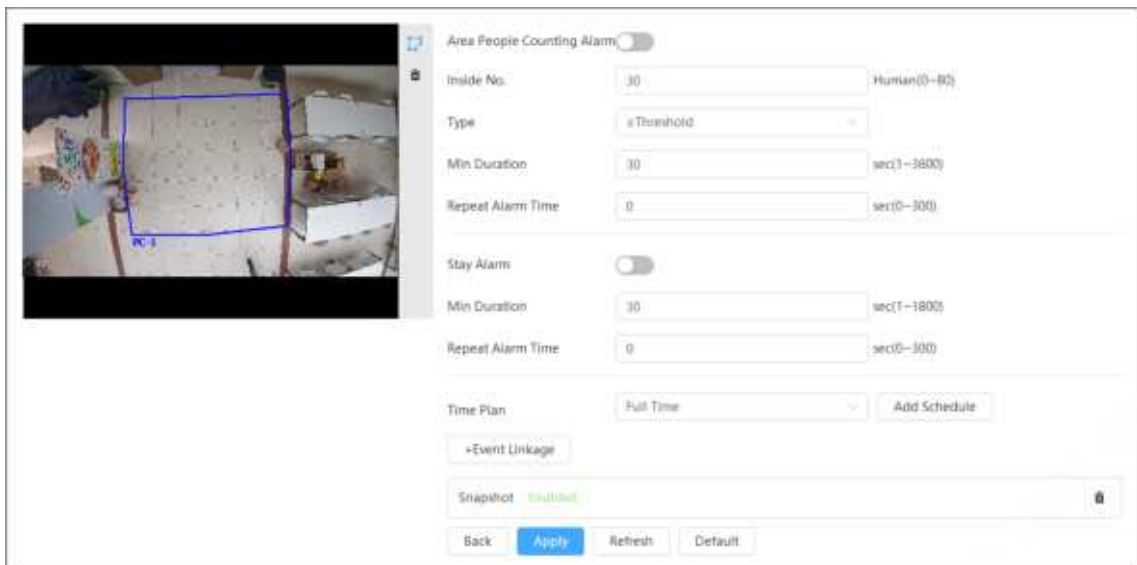 Area People Counting Alarm
Inside No. 30 Human(0~80)
Type ≥Threshold
Min Duration 30 sec(1~3600)
Repeat Alarm Time 0 sec(0~300)
PC-1
Stay Alarm
Min Duration 30 sec(1~1800)
Repeat Alarm Time 0 sec(0~300)
Time Plan Full Time Add Schedule
+Event Linkage
Snapshot Enabled
Back Apply Refresh Default